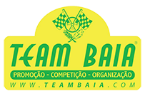 TEAM BAIA
PROMOÇÃO - COMPETIÇÃO - ORGANIZAÇÃO
WWW.TEAMBAIA.COM